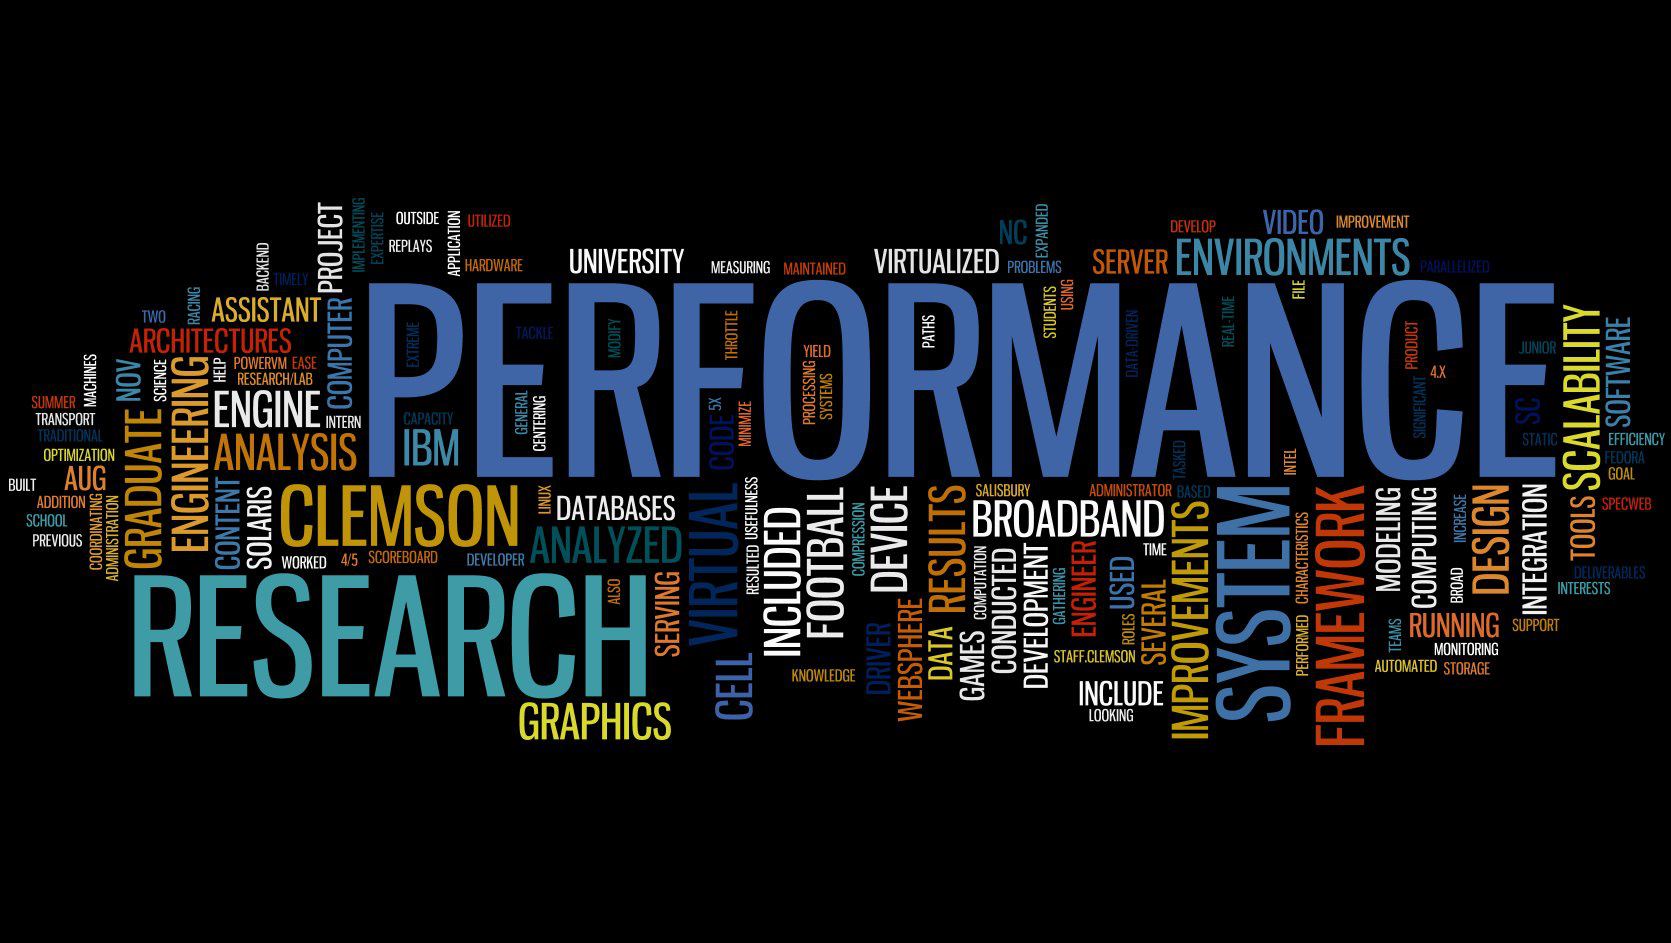 PROJECT
IMPLEMENTING
EXPERTISE
OUTSIDE
REPLAYS
APPLICATION
UTILIZED
HARDWARE
BACKEND
TIMELY
UNIVERSITY
MEASURING
MAINTAINED
VIRTUALIZED
NC
EXPANDED
PROBLEMS
DEVELOP
SERVER
VIDEO
IMPROVEMENT
ENVIRONMENTS
PARALLELIZED
TWO
RACING
ASSISTANT
COMPUTER
ARCHITECTURES
PERFORMANCE
EXTREME
TACKLE
MODIFY
THROTTLE
YIELD
PROCESSING
SYSTEMS
PATHS
STUDENTS
USING
DATA DRIVEN
REAL-TIME
FILE
PRODUCT
4.X
SIGNIFICANT
JUNIOR
SC
STATIC
SCALABILITY
SOFTWARE
MACHINES
NOV
SCIENCE
ENGINEERING
HELP
POWERVM
EASE
RESEARCH/LAB
SUMMER
TRANSPORT
TRADITIONAL
OPTIMIZATION
GRADUATE
ENGINE
INTERN
ANALYSIS
CAPACITY
IBM
GENERAL
CENTERING
CODE
5X
MINIMIZE
TASKED
INTEL
EFFICIENCY
FEDORA
GOAL
BUILT
AUG
ADDITION
SCHOOL
PREVIOUS
COORDINATING
ADMINISTRATION
CONTENT
SOLARIS
CLEMSON
WORKED
4/5
SCOREBOARD
LINUX
DATABASES
DEVELOPER
ANALYZED
VIRTUAL
USEFULNESS
RESULTED
INCLUDED
FOOTBALL
COMPRESSION
DEVICE
RESULTS
SALISBURY
ADMINISTRATOR
BASED
BROADBAND
TIME
COMPUTATION
CONDUCTED
DEVELOPMENT
GATHERING
ENGINEER
USED
SEVERAL
IMPROVEMENTS
SYSTEM
CHARACTERISTICS
PERFORMED
FRAMEWORK
MODELING
COMPUTING
INCREASE
BROAD
DESIGN
INTEGRATION
TOOLS
SPECWEB
DELIVERABLES
INTERESTS
RESEARCH
ALSO
SERVING
GRAPHICS
CELL
KNOWLEDGE
DRIVER
WEBSPHERE
DATA
GAMES
ROLES
STAFF.CLEMSON
INCLUDE
LOOKING
TEAMS
RUNNING
SUPPORT
MONITORING
AUTOMATED
STORAGE